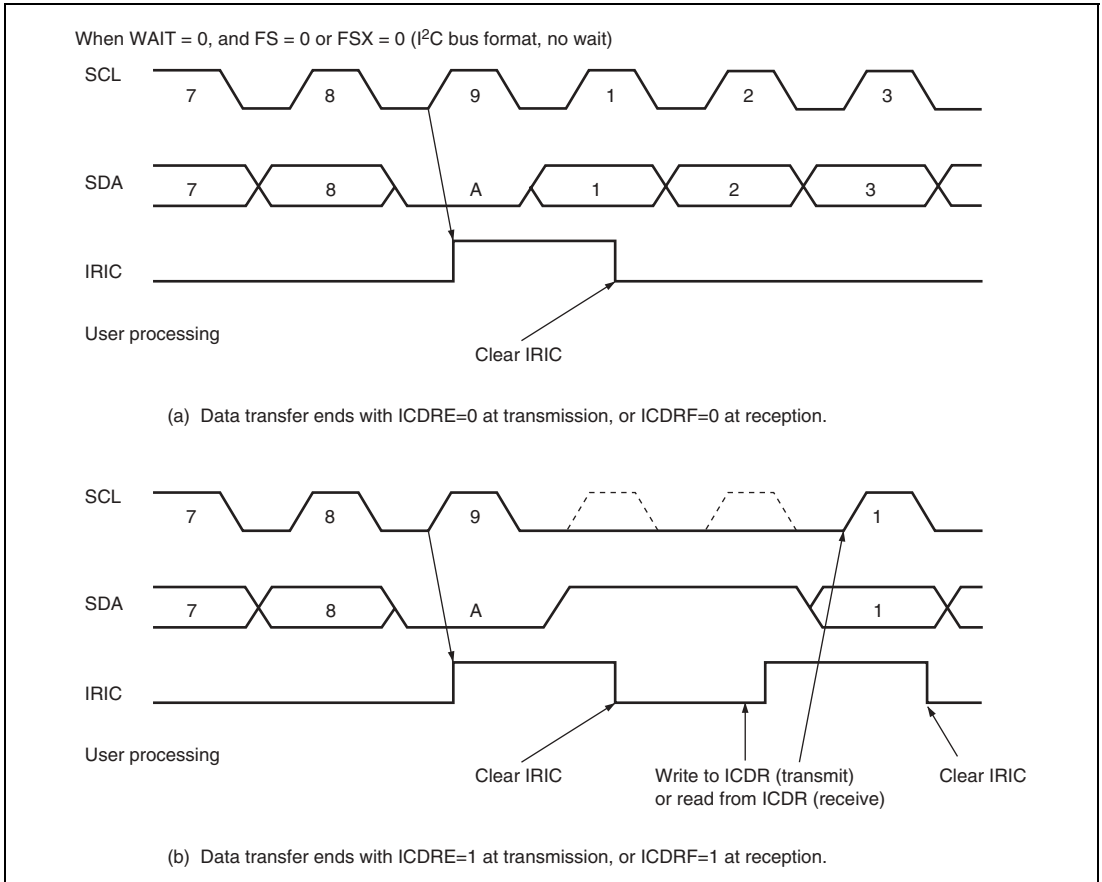 When WAIT = 0, and FS = 0 or FSX = 0 (I²C bus format, no wait)
SCL
7 8 9 1 2 3
SDA
7 8 A 1 2 3
IRIC
User processing
Clear IRIC
(a) Data transfer ends with ICDRE=0 at transmission, or ICDRF=0 at reception.
SCL
7 8 9 1
SDA
7 8 A 1
IRIC
User processing
Clear IRIC Write to ICDR (transmit) Clear IRIC
or read from ICDR (receive)
(b) Data transfer ends with ICDRE=1 at transmission, or ICDRF=1 at reception.